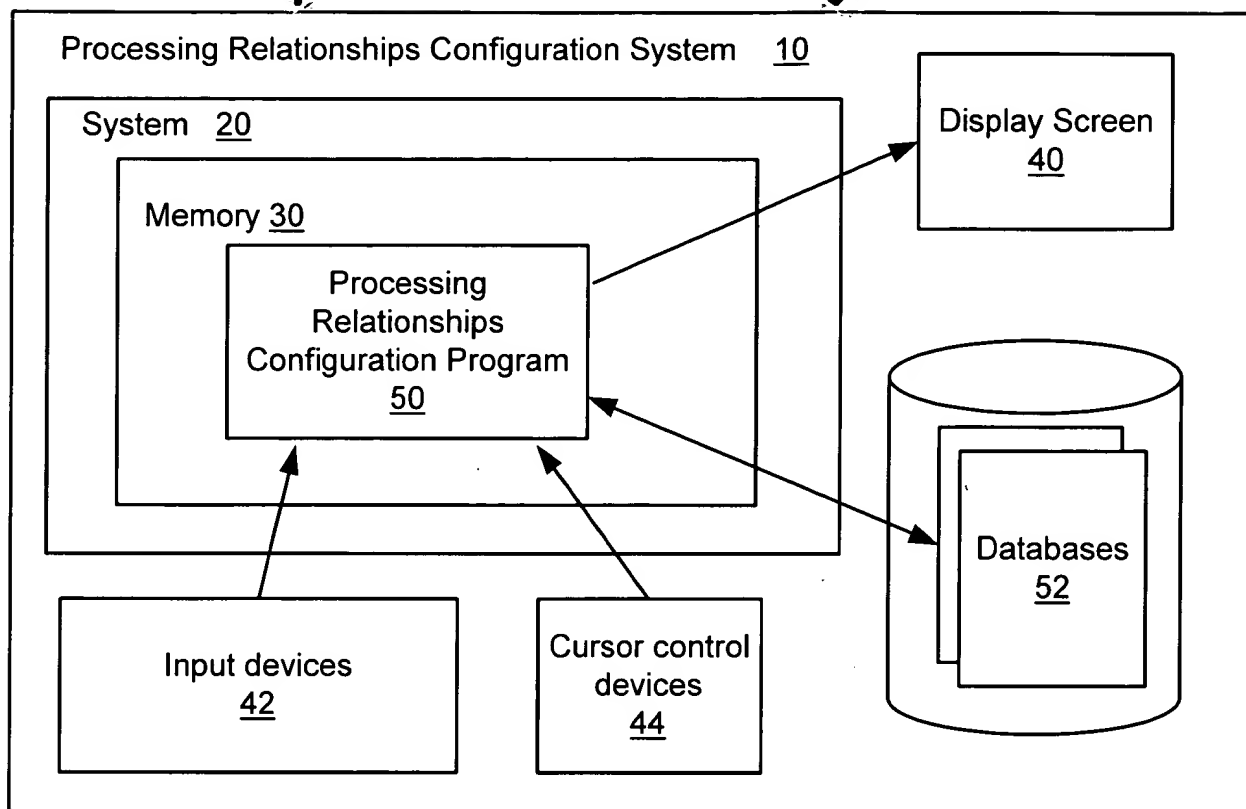 Processing Relationships Configuration System 10
System 20
Memory 30
Processing
Relationships
Configuration Program
50
Display Screen
40
Databases
52
Input devices
42
Cursor control
devices
44